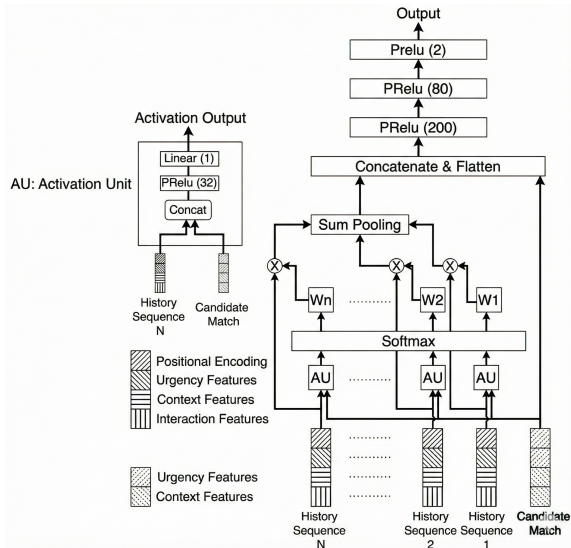 Output
Prelu (2)
PRelu (80)
PRelu (200)
Concatenate & Flatten
Sum Pooling
X
X
X
Wn
W2
W1
Softmax
AU
AU
AU
History
Sequence
N
History
Sequence
2
History
Sequence
1
Candidate
Match
Activation Output
AU: Activation Unit
Linear (1)
PRelu (32)
Concat
History
Sequence
N
Candidate
Match
Positional Encoding
Urgency Features
Context Features
Interaction Features
Urgency Features
Context Features